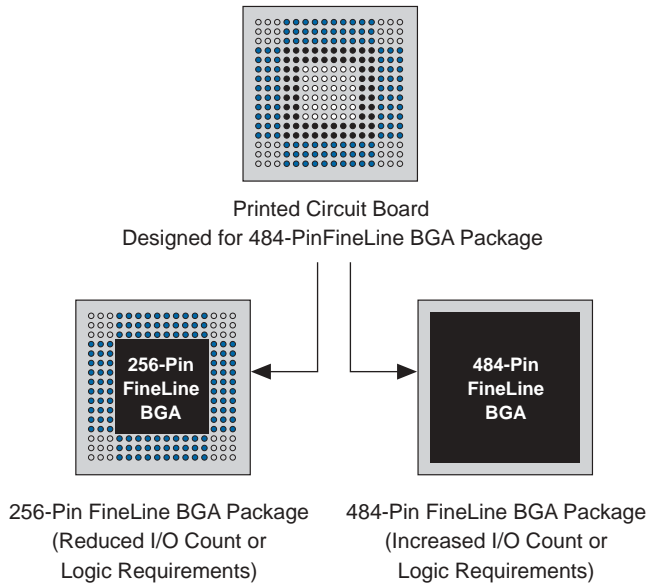 Printed Circuit Board
Designed for 484-PinFineLine BGA Package
256-Pin
FineLine
BGA
484-Pin
FineLine
BGA
256-Pin FineLine BGA Package
(Reduced I/O Count or
Logic Requirements)
484-Pin FineLine BGA Package
(Increased I/O Count or
Logic Requirements)